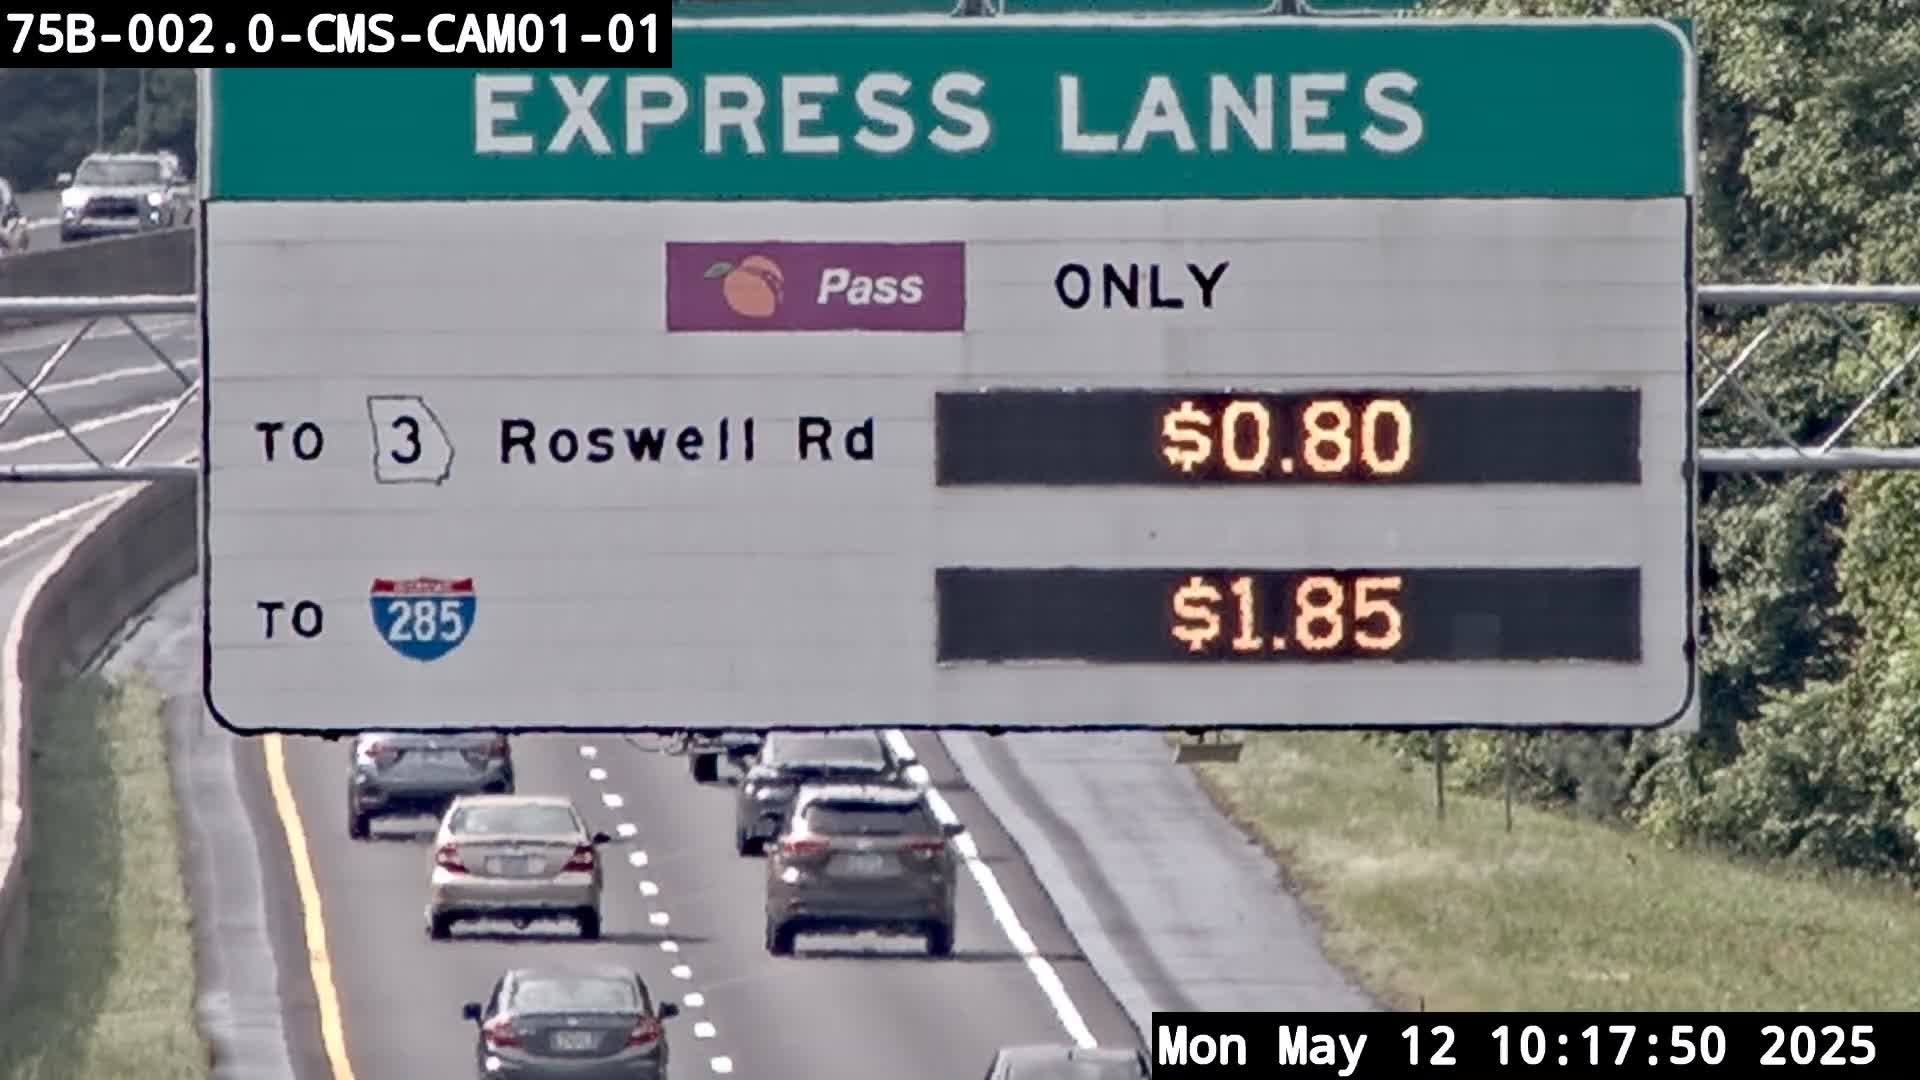 75B-002.0-CMS-CAM01-01
EXPRESS LANES
Pass ONLY
TO 3 Roswell Rd $0.80
TO 285 $1.85
Mon May 12 10:17:50 2025